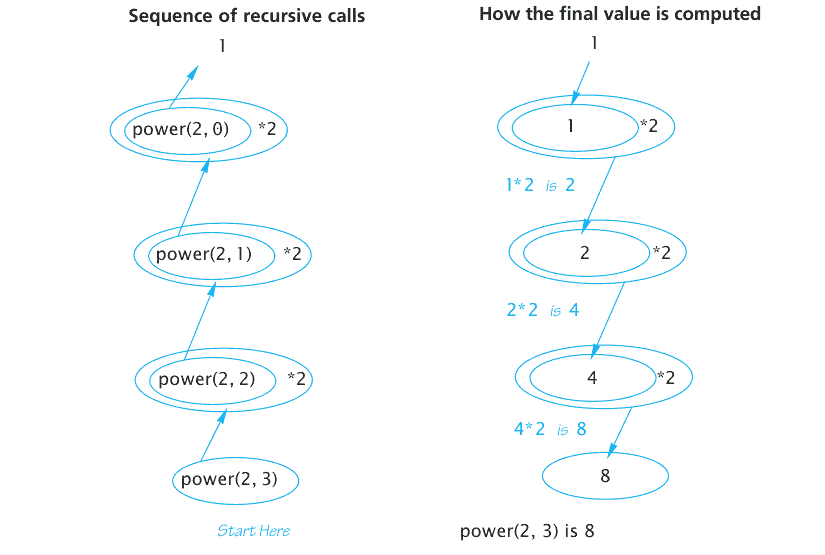 Sequence of recursive calls
1
power(2, 0) *2
power(2, 1) *2
power(2, 2) *2
power(2, 3)
Start Here
How the final value is computed
1
1 *2
1*2 is 2
2 *2
2*2 is 4
4 *2
4*2 is 8
8
power(2, 3) is 8